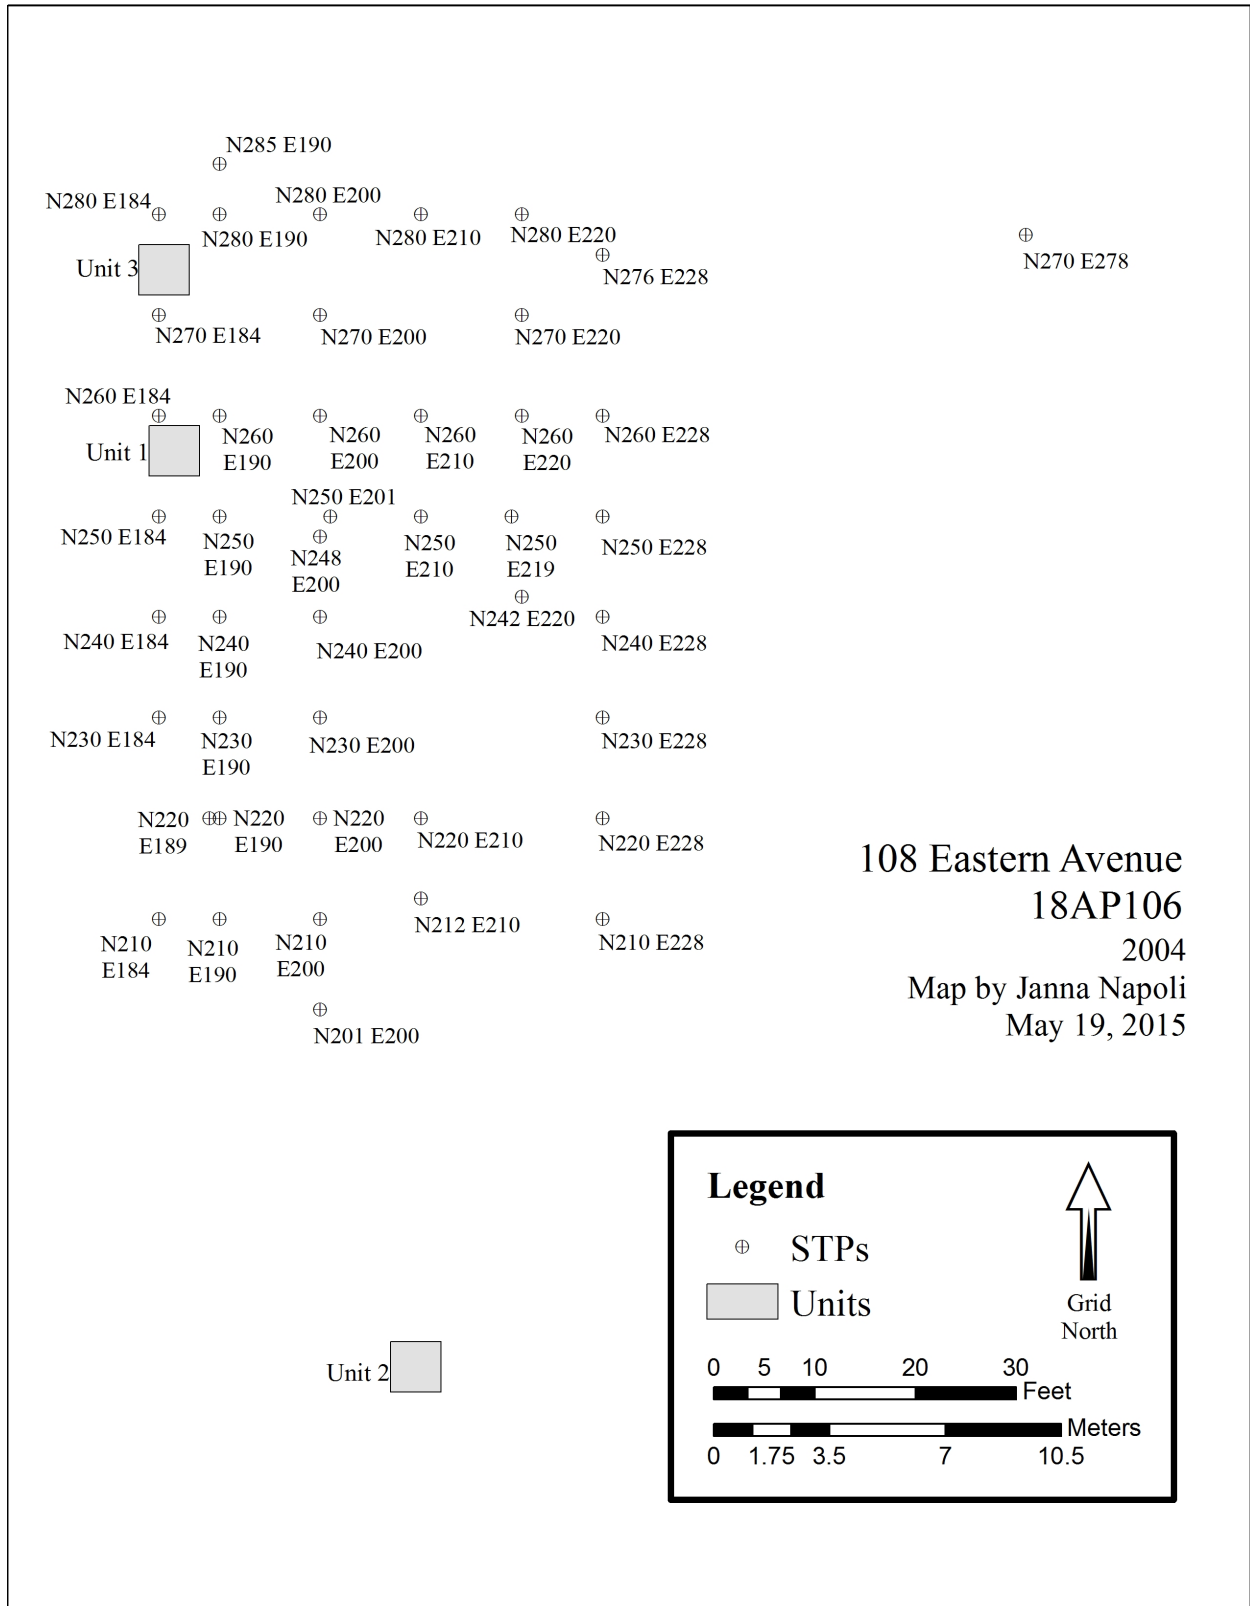 N285 E190
N280 E184
N280 E200
N280 E190
N280 E210
N280 E220
N270 E278
Unit 3
N276 E228
N270 E184
N270 E200
N270 E220
N260 E184
Unit 1
N260
E190
N260
E200
N260
E210
N260
E220
N260 E228
N250 E201
N250 E184
N250
E190
N248
E200
N250
E210
N250
E219
N250 E228
N242 E220
N240 E184
N240
E190
N240 E200
N240 E228
N230 E184
N230
E190
N230 E200
N230 E228
N220
E189
N220
E190
N220
E200
N220 E210
N220 E228
N210
E184
N210
E190
N210
E200
N212 E210
N210 E228
N201 E200
108 Eastern Avenue
18AP106
2004
Map by Janna Napoli
May 19, 2015
Unit 2
Legend
STPs
Units
Grid
North
0 5 10 20 30
Feet
Meters
0 1.75 3.5 7 10.5